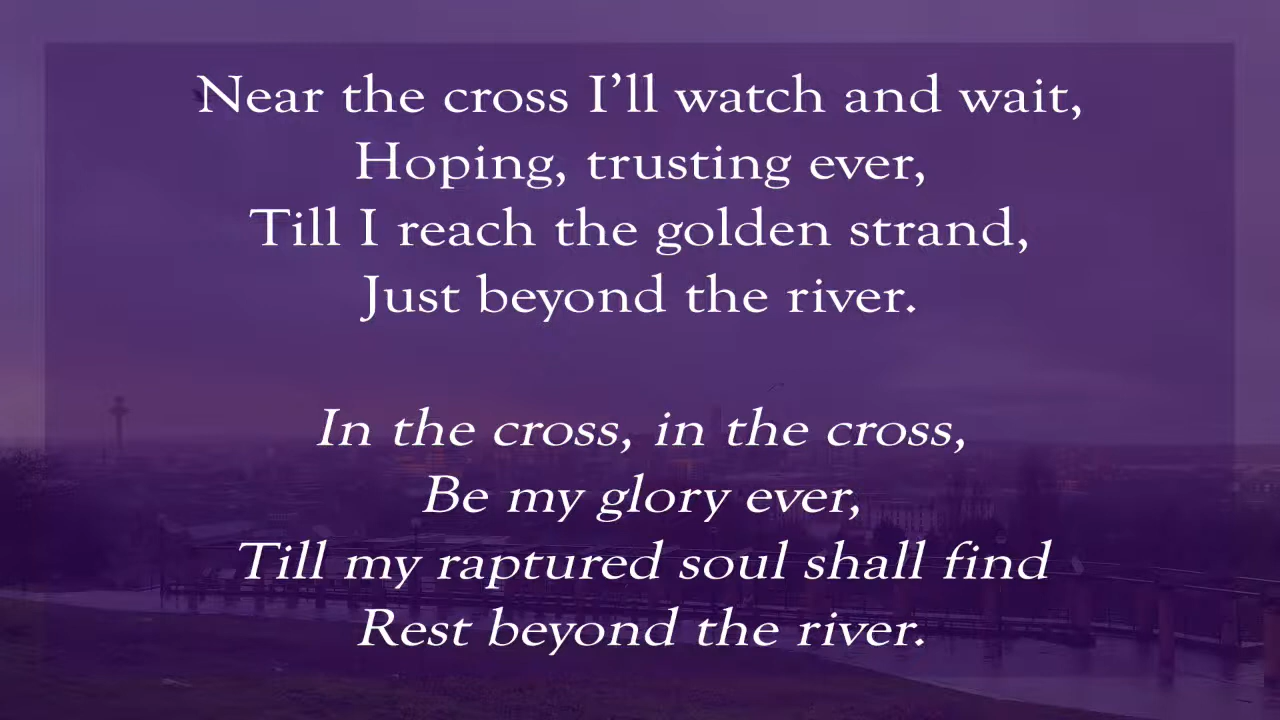 Near the cross I’ll watch and wait,
Hoping, trusting ever,
Till I reach the golden strand,
Just beyond the river.
In the cross, in the cross,
Be my glory ever,
Till my raptured soul shall find
Rest beyond the river.